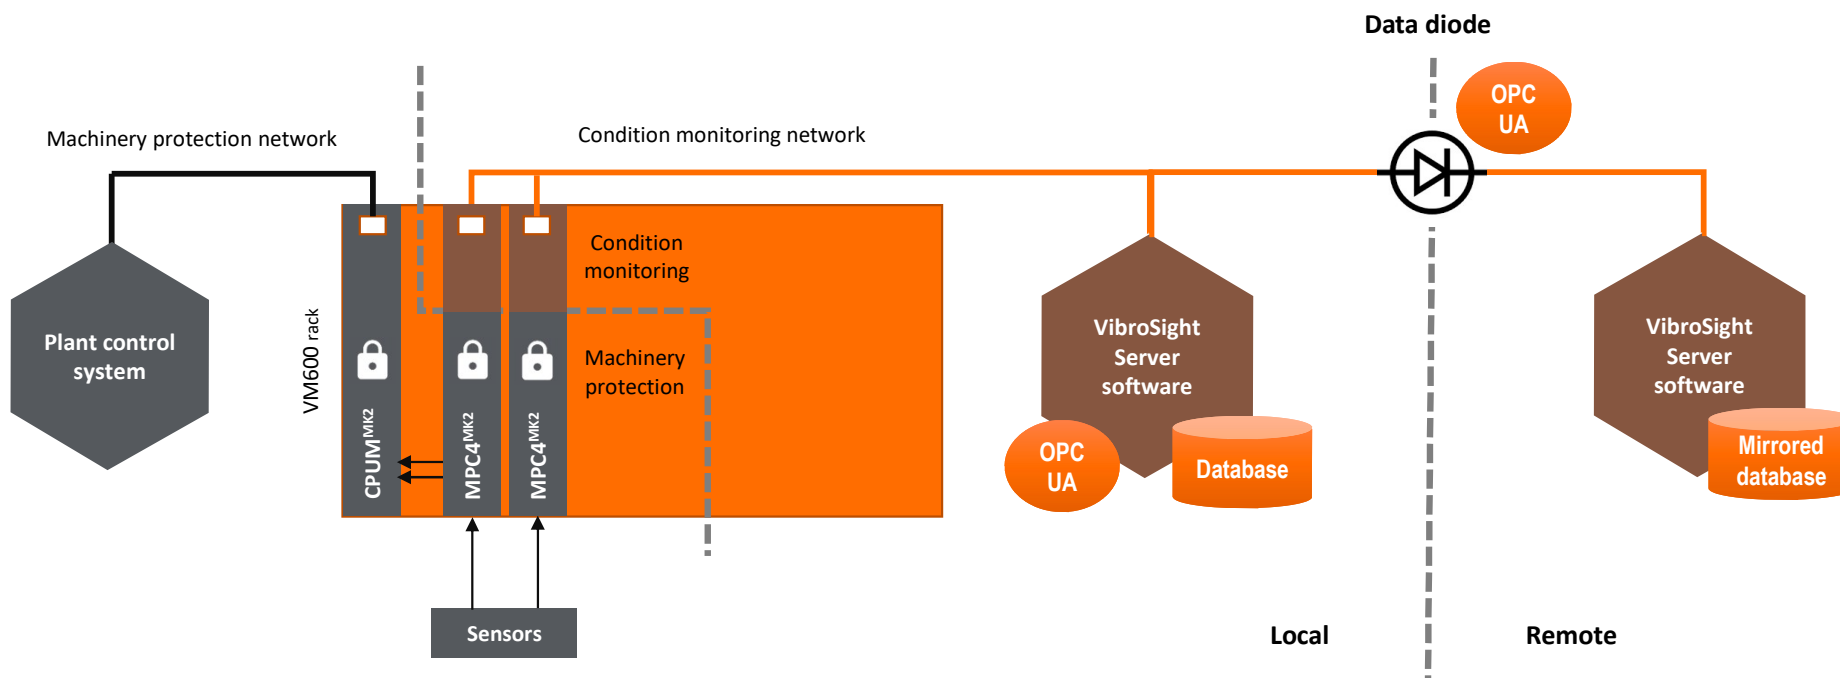 Data diode
OPC
UA
Machinery protection network
Condition monitoring network
Condition
monitoring
Plant control
system
VM600 rack
Machinery
protection
CPUMᴹᴷ²
MPC4ᴹᴷ²
MPC4ᴹᴷ²
VibroSight
Server
software
VibroSight
Server
software
OPC
UA
Database
Mirrored
database
Sensors
Local
Remote